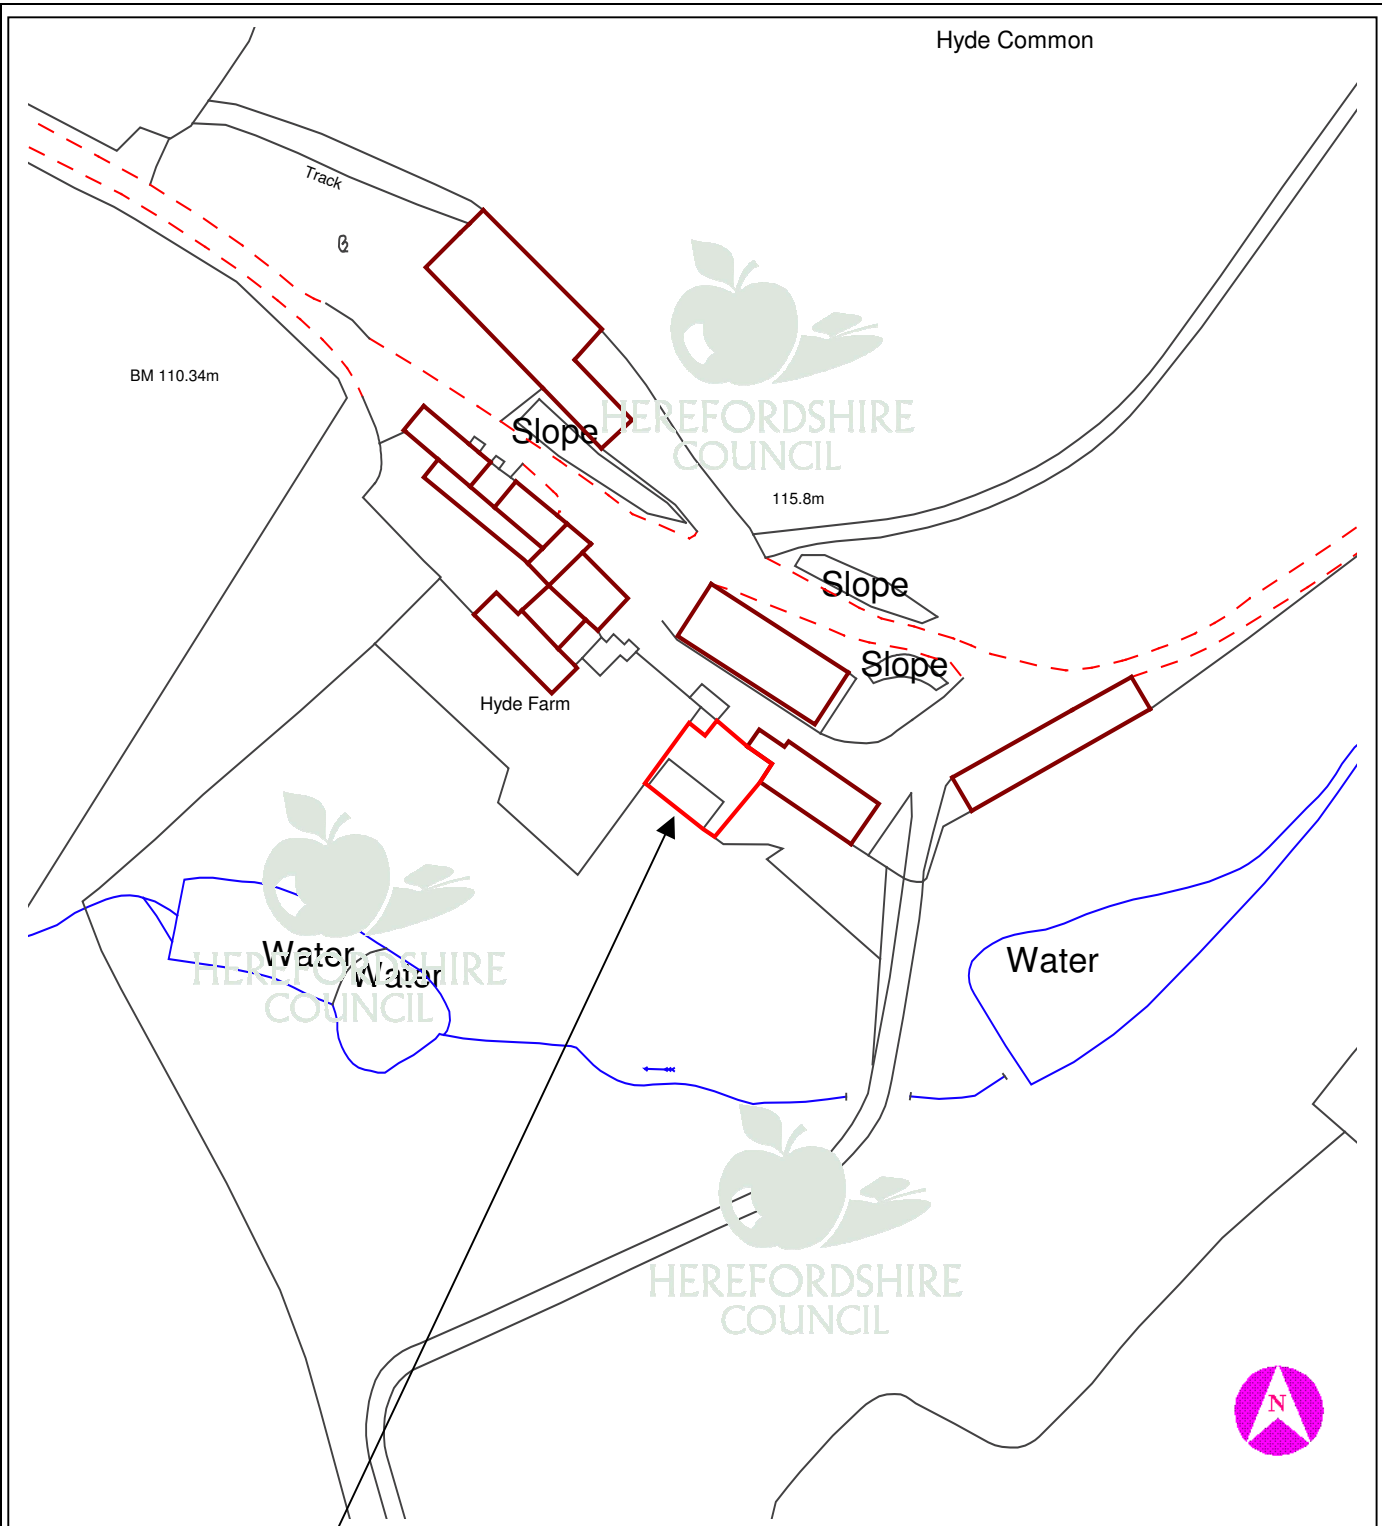 Hyde Common
Track
BM 110.34m
HEREFORDSHIRE
COUNCIL
Slope
115.8m
Slope
Slope
Hyde Farm
Water
Water
HEREFORDSHIRE
COUNCIL
Water
HEREFORDSHIRE
COUNCIL
N